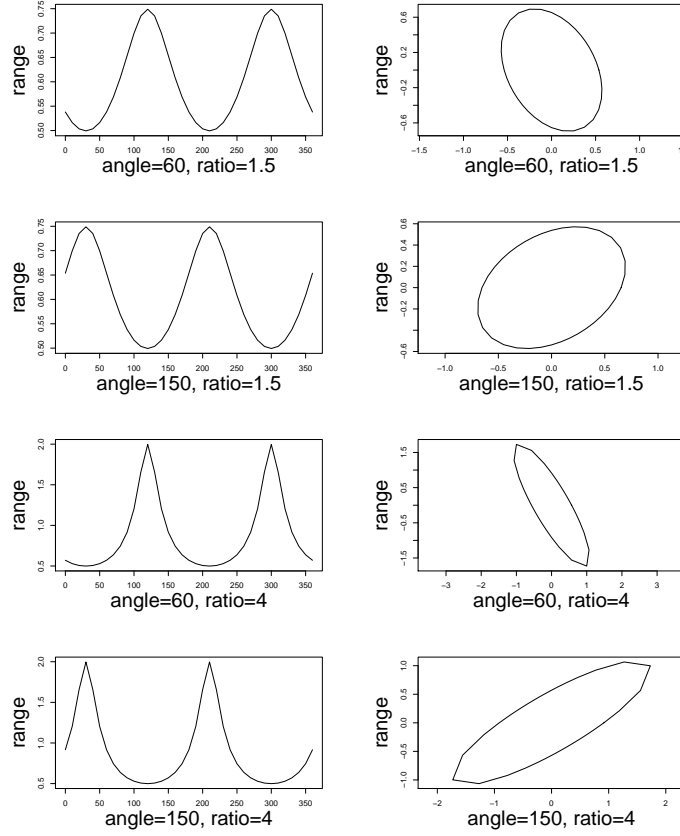 range
0.50 0.55 0.60 0.65 0.70 0.75
0 50 100 150 200 250 300 350
angle=60, ratio=1.5
range
−0.6 −0.2 0.2 0.6
−1.5 −1.0 −0.5 0.0 0.5 1.0 1.5
angle=60, ratio=1.5
range
0.50 0.55 0.60 0.65 0.70 0.75
0 50 100 150 200 250 300 350
angle=150, ratio=1.5
range
−0.6 −0.2 0.0 0.2 0.4 0.6
−1.0 −0.5 0.0 0.5 1.0
angle=150, ratio=1.5
range
0.5 1.0 1.5 2.0
0 50 100 150 200 250 300 350
angle=60, ratio=4
range
−1.5 −0.5 0.5 1.5
−3 −2 −1 0 1 2 3
angle=60, ratio=4
range
0.5 1.0 1.5 2.0
0 50 100 150 200 250 300 350
angle=150, ratio=4
range
−1.0 −0.5 0.0 0.5 1.0
−2 −1 0 1 2
angle=150, ratio=4